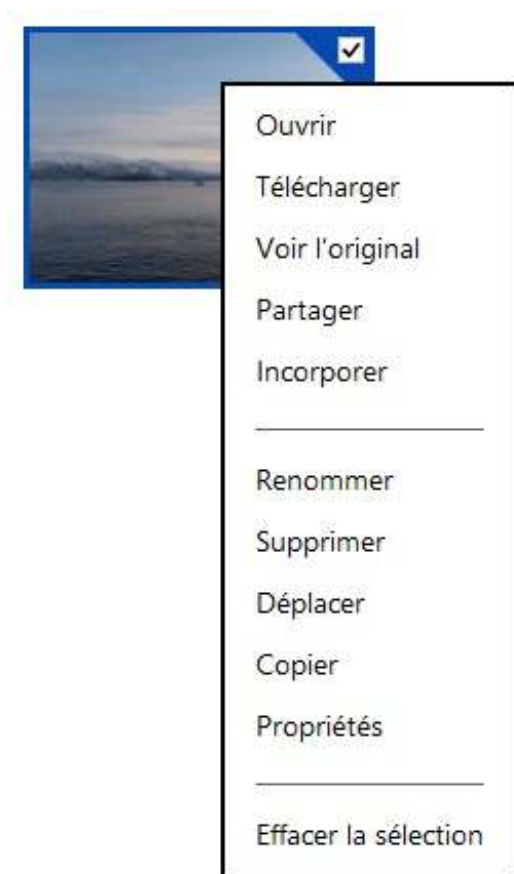 Ouvrir
Télécharger
Voir l'original
Partager
Incorporer
Renommer
Supprimer
Déplacer
Copier
Propriétés
Effacer la sélection